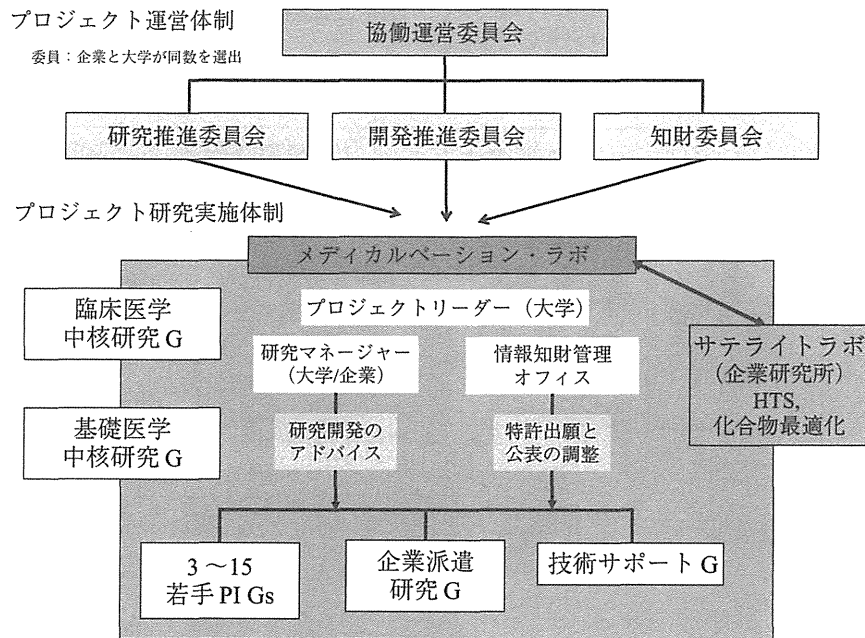 プロジェクト運営体制
委員：企業と大学が同数を選出
協働運営委員会
研究推進委員会
開発推進委員会
知財委員会
プロジェクト研究実施体制
メディカルベーション・ラボ
臨床医学
中核研究 G
プロジェクトリーダー（大学）
研究マネージャー
（大学/企業）
情報知財管理
オフィス
サテライトラボ
（企業研究所）
HTS,
化合物最適化
基礎医学
中核研究 G
研究開発の
アドバイス
特許出願と
公表の調整
3～15
若手 PI Gs
企業派遣
研究 G
技術サポート G